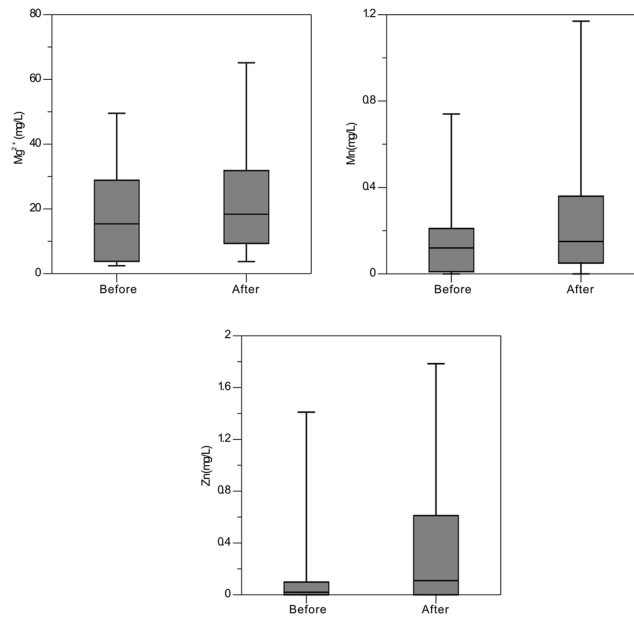 80
60
40
20
0
Mg²⁺ (mg/L)
Before
After
1.2
0.8
0.4
0
Mn(mg/L)
Before
After
2
1.6
1.2
0.8
0.4
0
Zn(mg/L)
Before
After